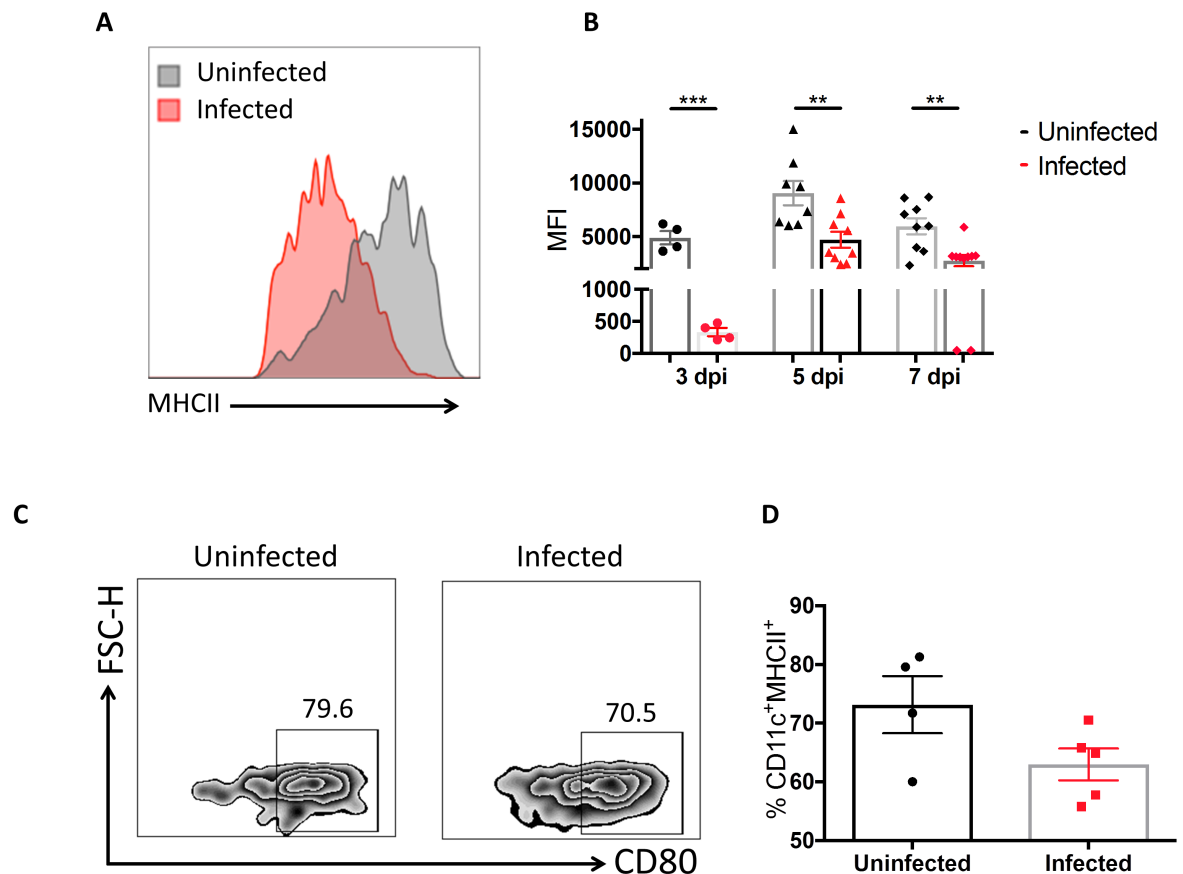 A
Uninfected
Infected
MHCII
B
*** ** **
15000
10000
5000
1000
500
0
MFI
3 dpi 5 dpi 7 dpi
Uninfected
Infected
C
Uninfected Infected
FSC-H
79.6 70.5
CD80
D
% CD11c+MHCII+
90
80
70
60
50
Uninfected Infected